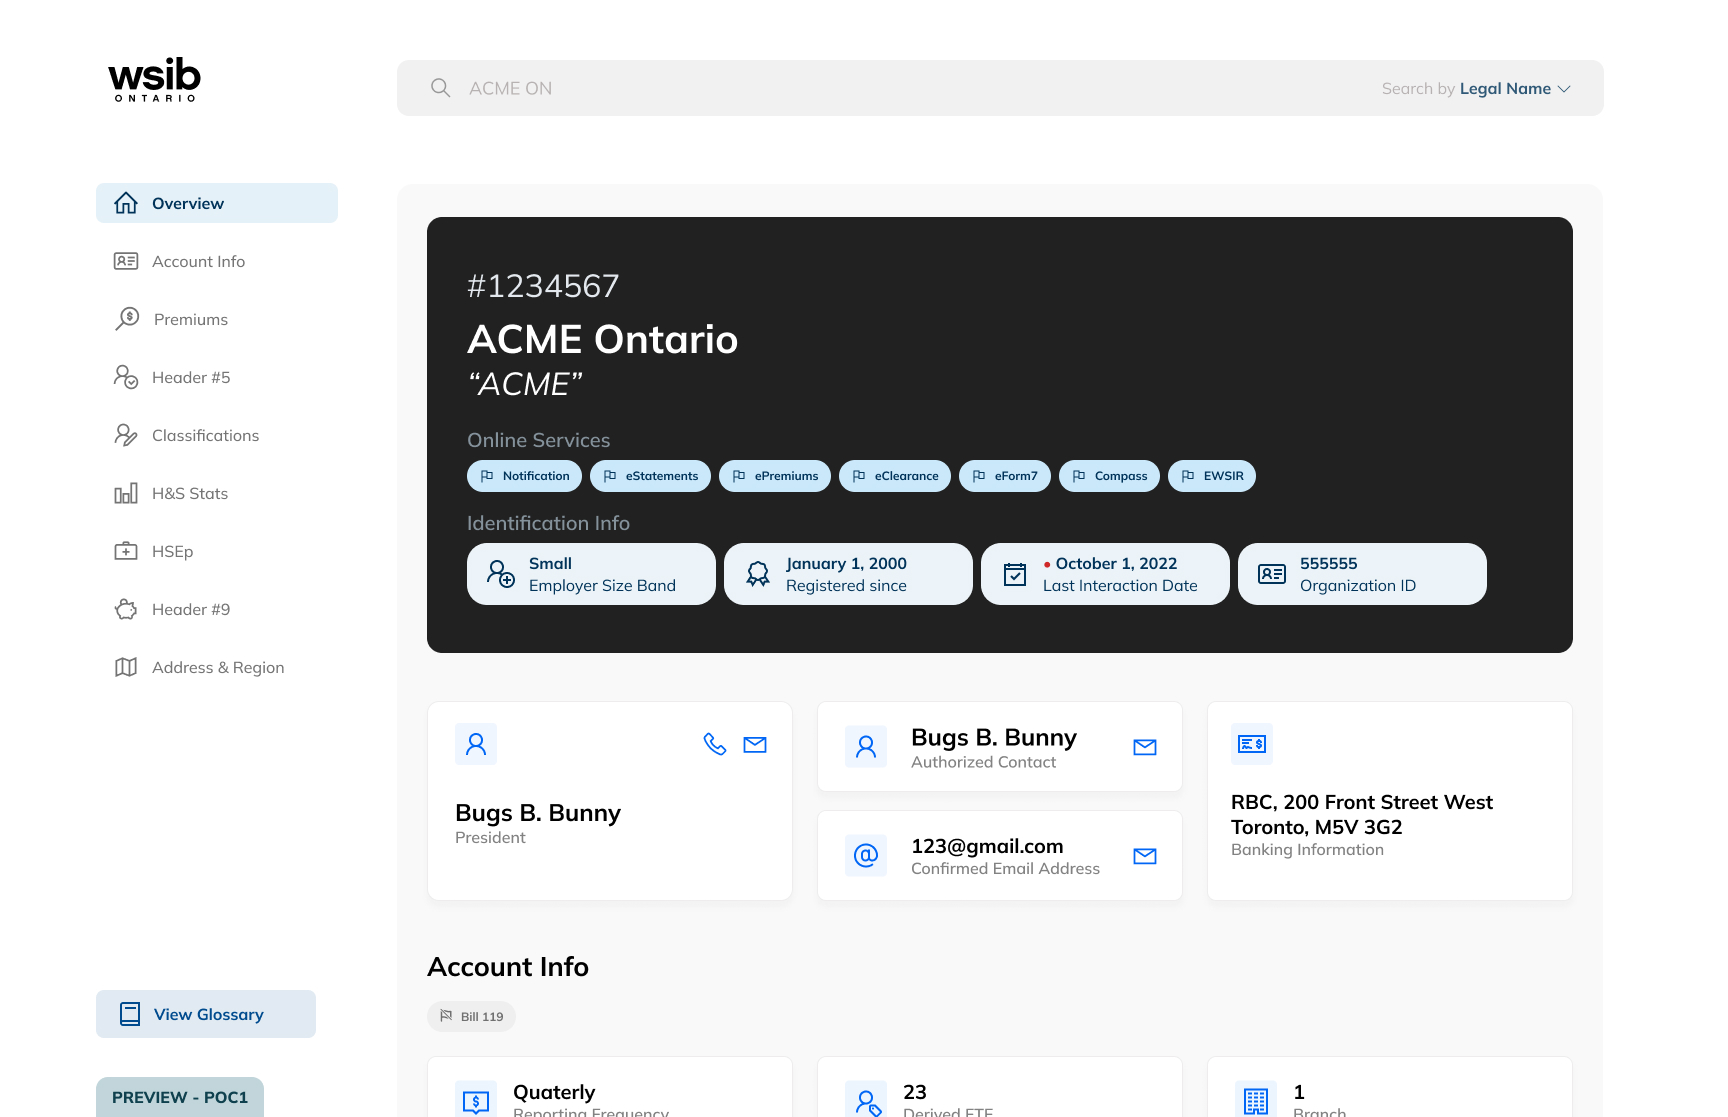 wsib
ONTARIO
ACME ON
Search by Legal Name
Overview
Account Info
Premiums
Header #5
Classifications
H&S Stats
HSEp
Header #9
Address & Region
View Glossary
PREVIEW - POC1
#1234567
ACME Ontario
“ACME”
Online Services
Notification
eStatements
ePremiums
eClearance
eForm7
Compass
EWSIR
Identification Info
Small
Employer Size Band
January 1, 2000
Registered since
• October 1, 2022
Last Interaction Date
555555
Organization ID
Bugs B. Bunny
President
Bugs B. Bunny
Authorized Contact
123@gmail.com
Confirmed Email Address
RBC, 200 Front Street West
Toronto, M5V 3G2
Banking Information
Account Info
Bill 119
Quaterly
Reporting Frequency
23
Derived FTE
1
Branch